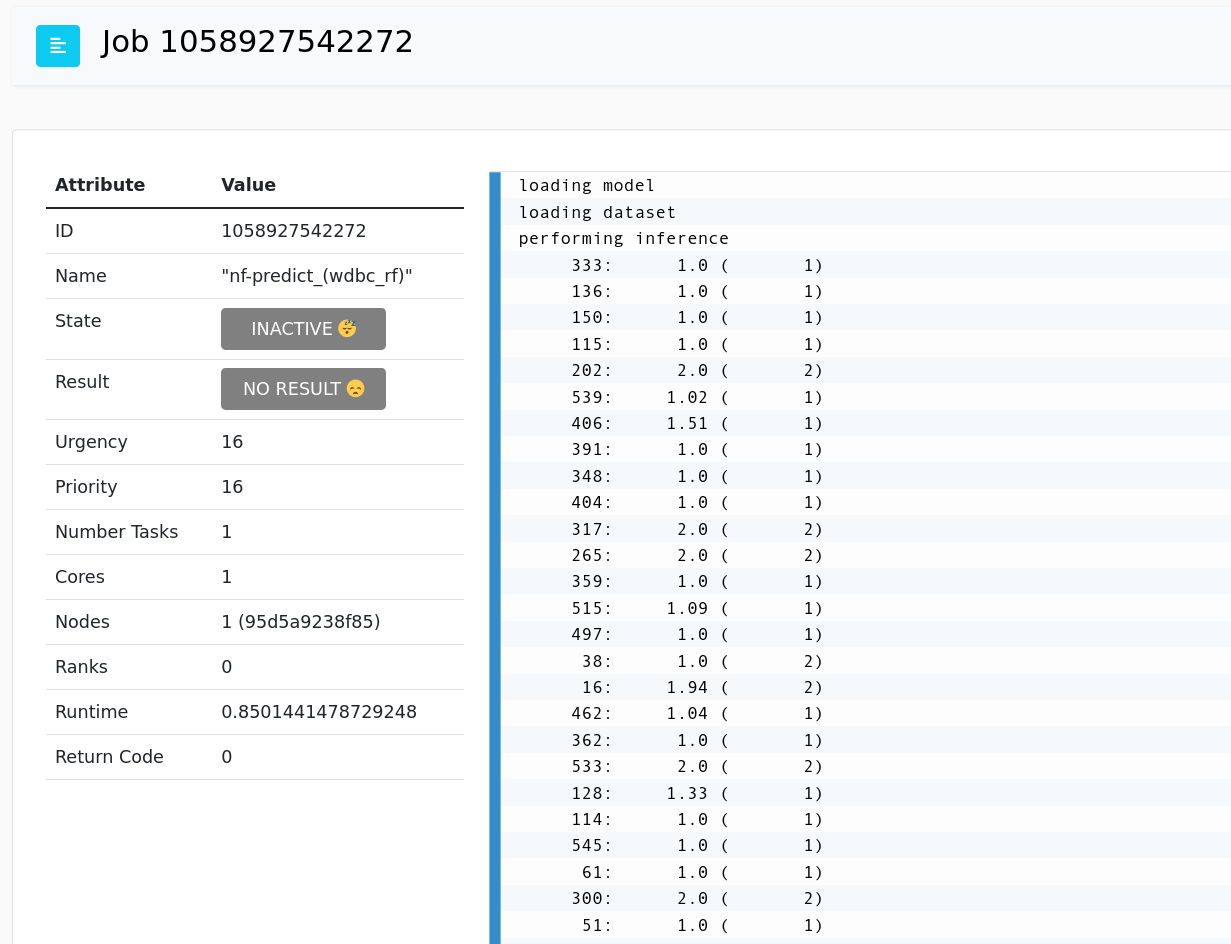 Job 1058927542272
Attribute Value
ID 1058927542272
Name "nf-predict_(wdbc_rf)"
State INACTIVE 😴
Result NO RESULT 😞
Urgency 16
Priority 16
Number Tasks 1
Cores 1
Nodes 1 (95d5a9238f85)
Ranks 0
Runtime 0.8501441478729248
Return Code 0
loading model
loading dataset
performing inference
333: 1.0 ( 1)
136: 1.0 ( 1)
150: 1.0 ( 1)
115: 1.0 ( 1)
202: 2.0 ( 2)
539: 1.02 ( 1)
406: 1.51 ( 1)
391: 1.0 ( 1)
348: 1.0 ( 1)
404: 1.0 ( 1)
317: 2.0 ( 2)
265: 2.0 ( 2)
359: 1.0 ( 1)
515: 1.09 ( 1)
497: 1.0 ( 1)
38: 1.0 ( 2)
16: 1.94 ( 2)
462: 1.04 ( 1)
362: 1.0 ( 1)
533: 2.0 ( 2)
128: 1.33 ( 1)
114: 1.0 ( 1)
545: 1.0 ( 1)
61: 1.0 ( 1)
300: 2.0 ( 2)
51: 1.0 ( 1)